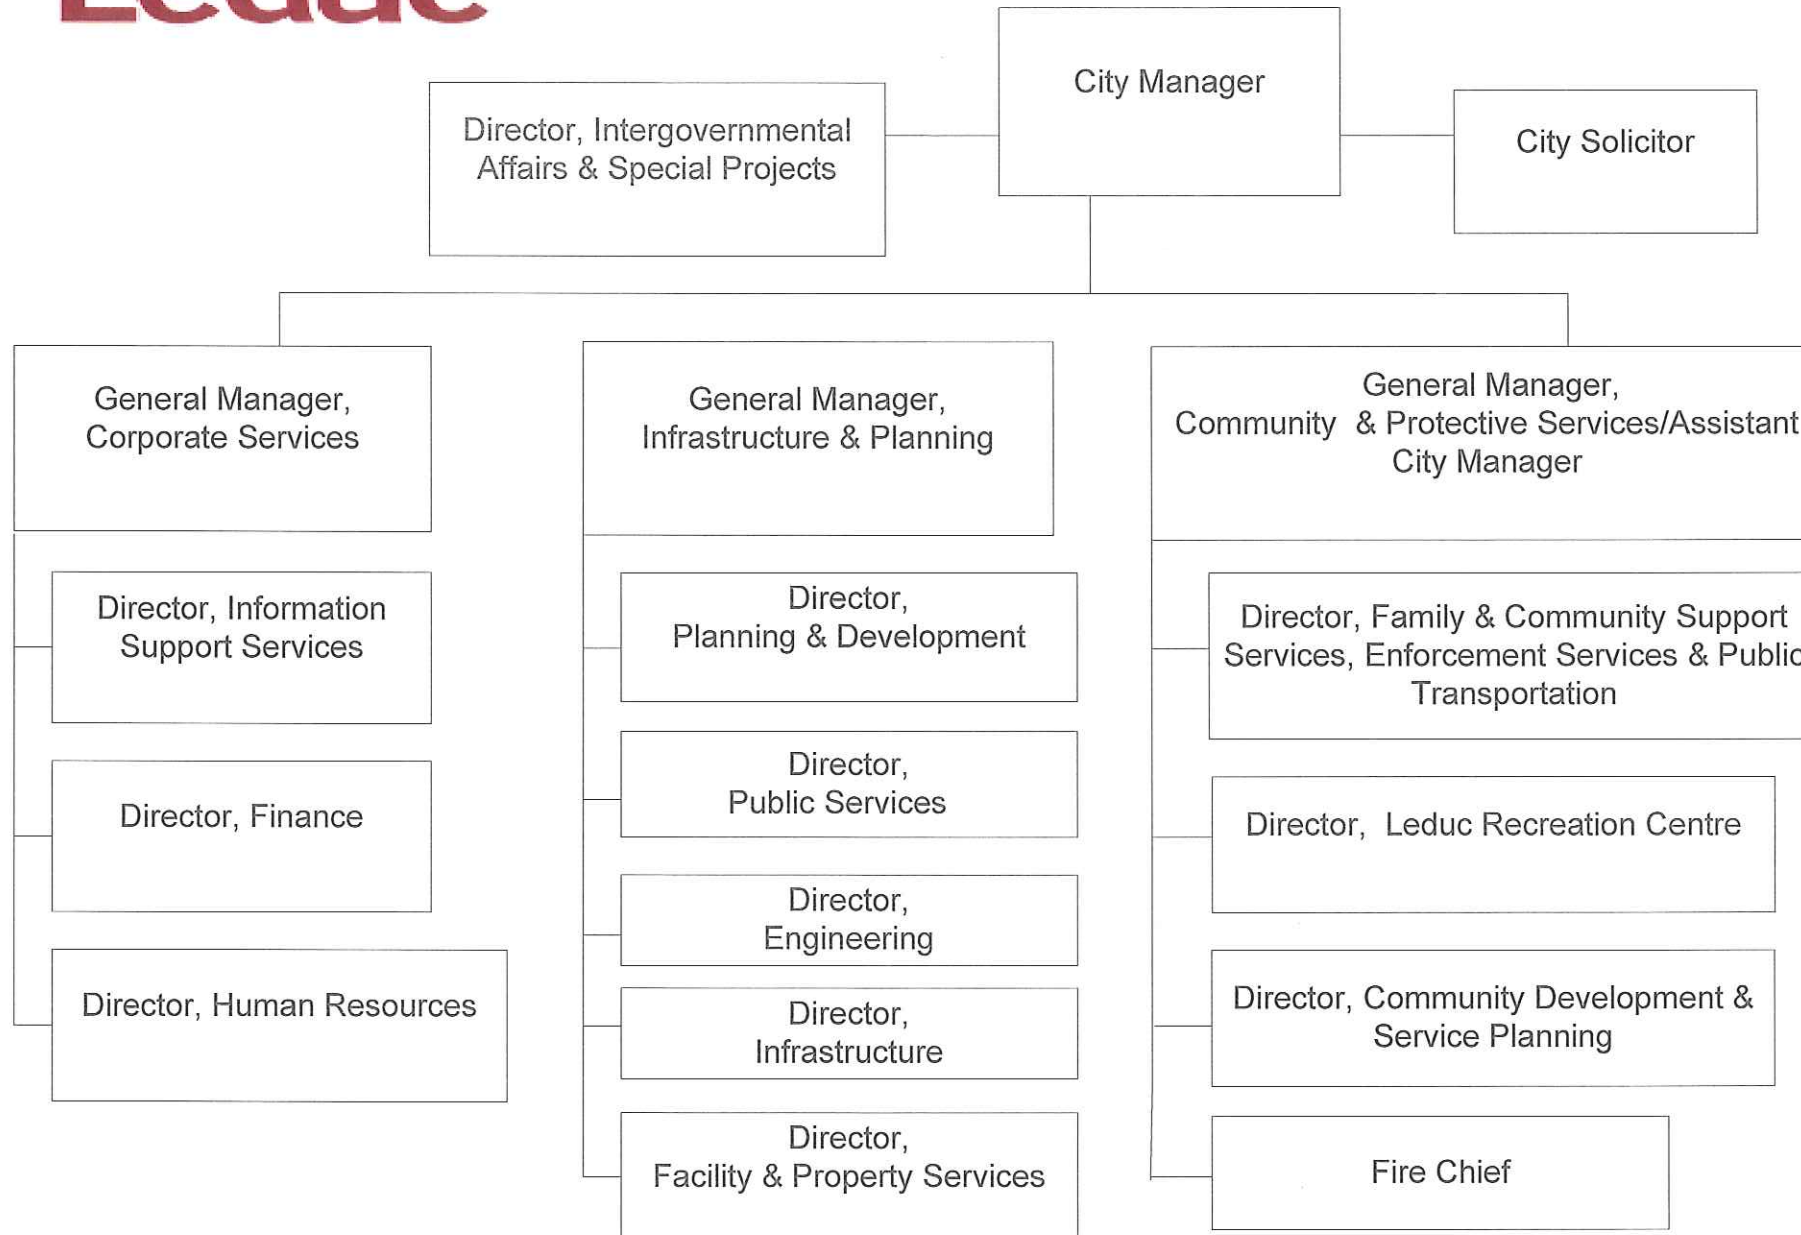 Leduc
City Manager
Director, Intergovernmental
Affairs & Special Projects
City Solicitor
General Manager,
Corporate Services
General Manager,
Infrastructure & Planning
General Manager,
Community & Protective Services/Assistant
City Manager
Director, Information
Support Services
Director, Finance
Director, Human Resources
Director,
Planning & Development
Director,
Public Services
Director,
Engineering
Director,
Infrastructure
Director,
Facility & Property Services
Director, Family & Community Support
Services, Enforcement Services & Public
Transportation
Director, Leduc Recreation Centre
Director, Community Development &
Service Planning
Fire Chief